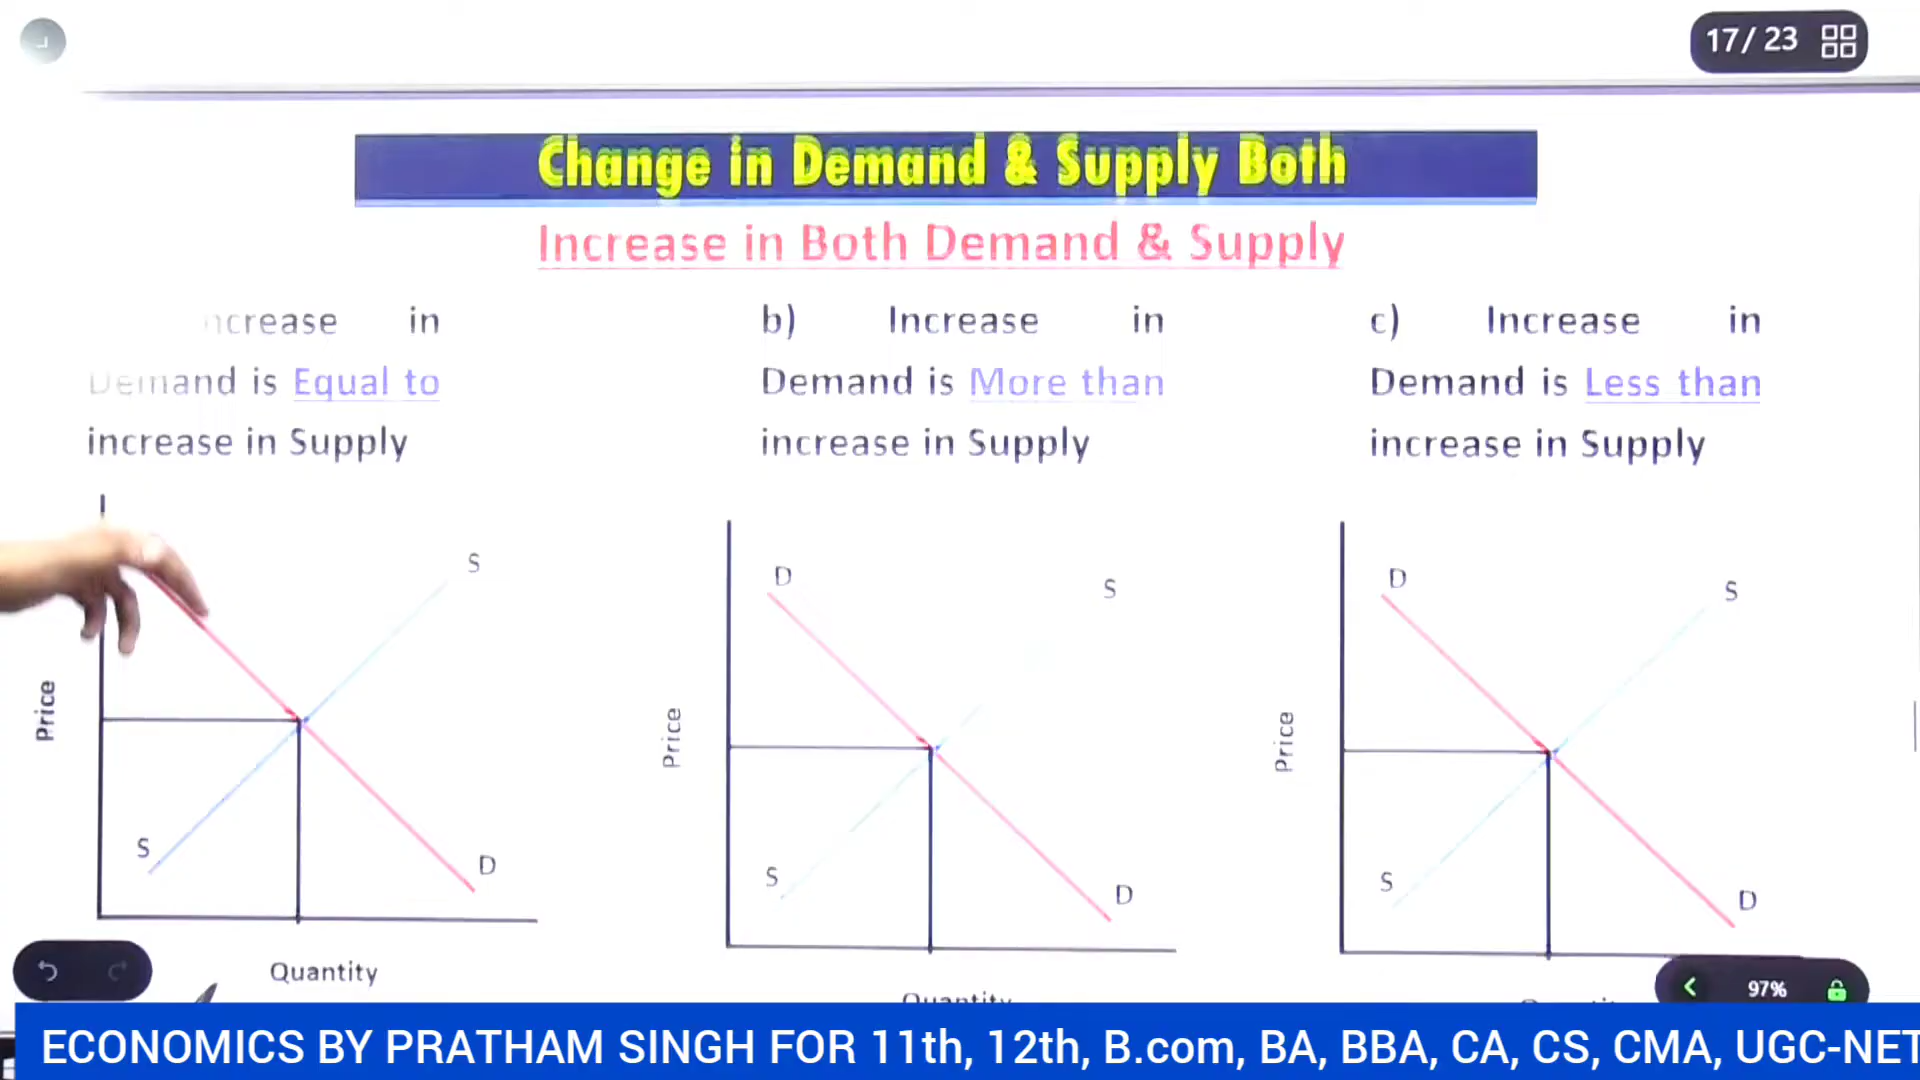 17/ 23
Change in Demand & Supply Both
Increase in Both Demand & Supply
ncrease in
Demand is Equal to
increase in Supply
b) Increase in
Demand is More than
increase in Supply
c) Increase in
Demand is Less than
increase in Supply
S
Price
S
D
Quantity
D
S
Price
S
D
Quantity
D
S
Price
S
D
97%
ECONOMICS BY PRATHAM SINGH FOR 11th, 12th, B.com, BA, BBA, CA, CS, CMA, UGC-NET